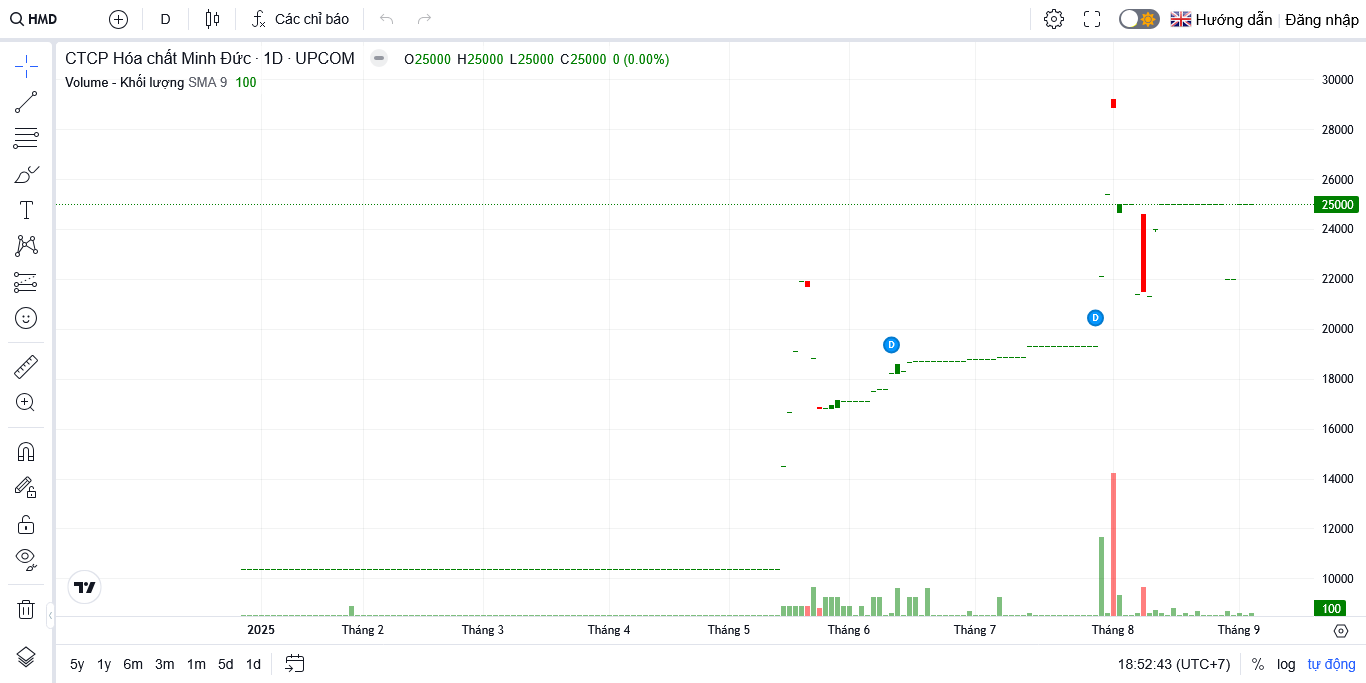 HMD D Các chỉ báo Hướng dẫn Đăng nhập
CTCP Hóa chất Minh Đức · 1D · UPCOM O25000 H25000 L25000 C25000 0 (0.00%)
Volume - Khối lượng SMA 9 100
30000
28000
26000
25000
24000
22000
20000
18000
16000
14000
12000
10000
100
D
D
2025 Tháng 2 Tháng 3 Tháng 4 Tháng 5 Tháng 6 Tháng 7 Tháng 8 Tháng 9
5y 1y 6m 3m 1m 5d 1d 18:52:43 (UTC+7) % log tự động